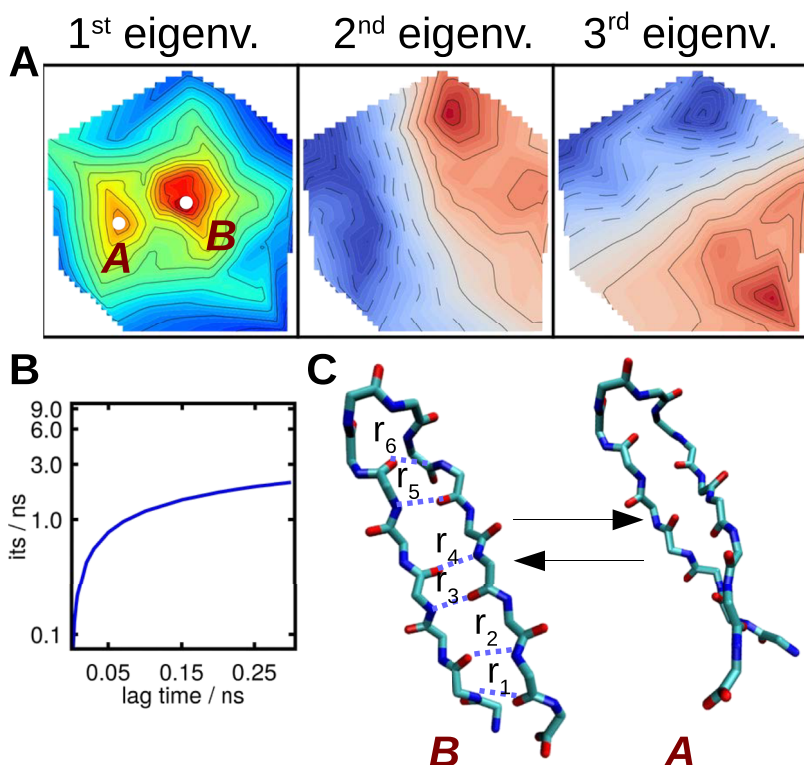 1st eigenv. 2nd eigenv. 3rd eigenv.
A
A B
B
its / ns
9.0
6.0
3.0
1.0
0.1
0.05 0.15 0.25
lag time / ns
C
r6
r5
r4
r3
r2
r1
B A